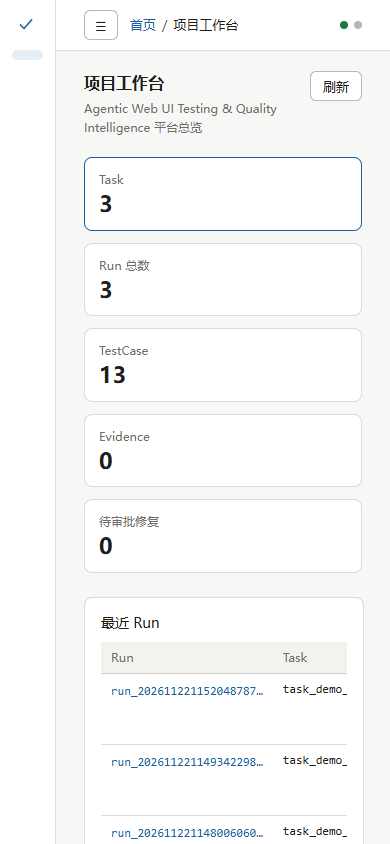 ☰ 首页 / 项目工作台
项目工作台
刷新
Agentic Web UI Testing & Quality
Intelligence 平台总览
Task
3
Run 总数
3
TestCase
13
Evidence
0
待审批修复
0
最近 Run
Run Task
run_202611221152048787… task_demo_
run_202611221149342298… task_demo_
run_202611221148006060… task_demo_